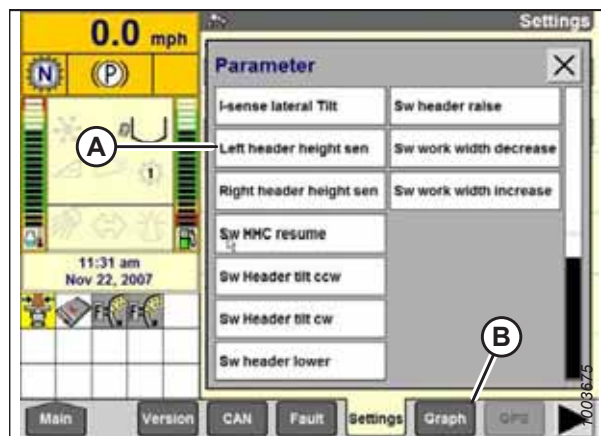 0.0 mph
Settings
N
(P)
Parameter
I-sense lateral Tilt
Sw header raise
A
Left header height sen
Sw work width decrease
D
1
Right header height sen
Sw work width increase
Sw HHC resume
11:31 am
Nov 22, 2007
Sw Header tilt ccw
F=
F=
Sw Header tilt cw
B
Sw header lower
Main
Version
CAN
Fault
Settings
Graph
GPS
1003675